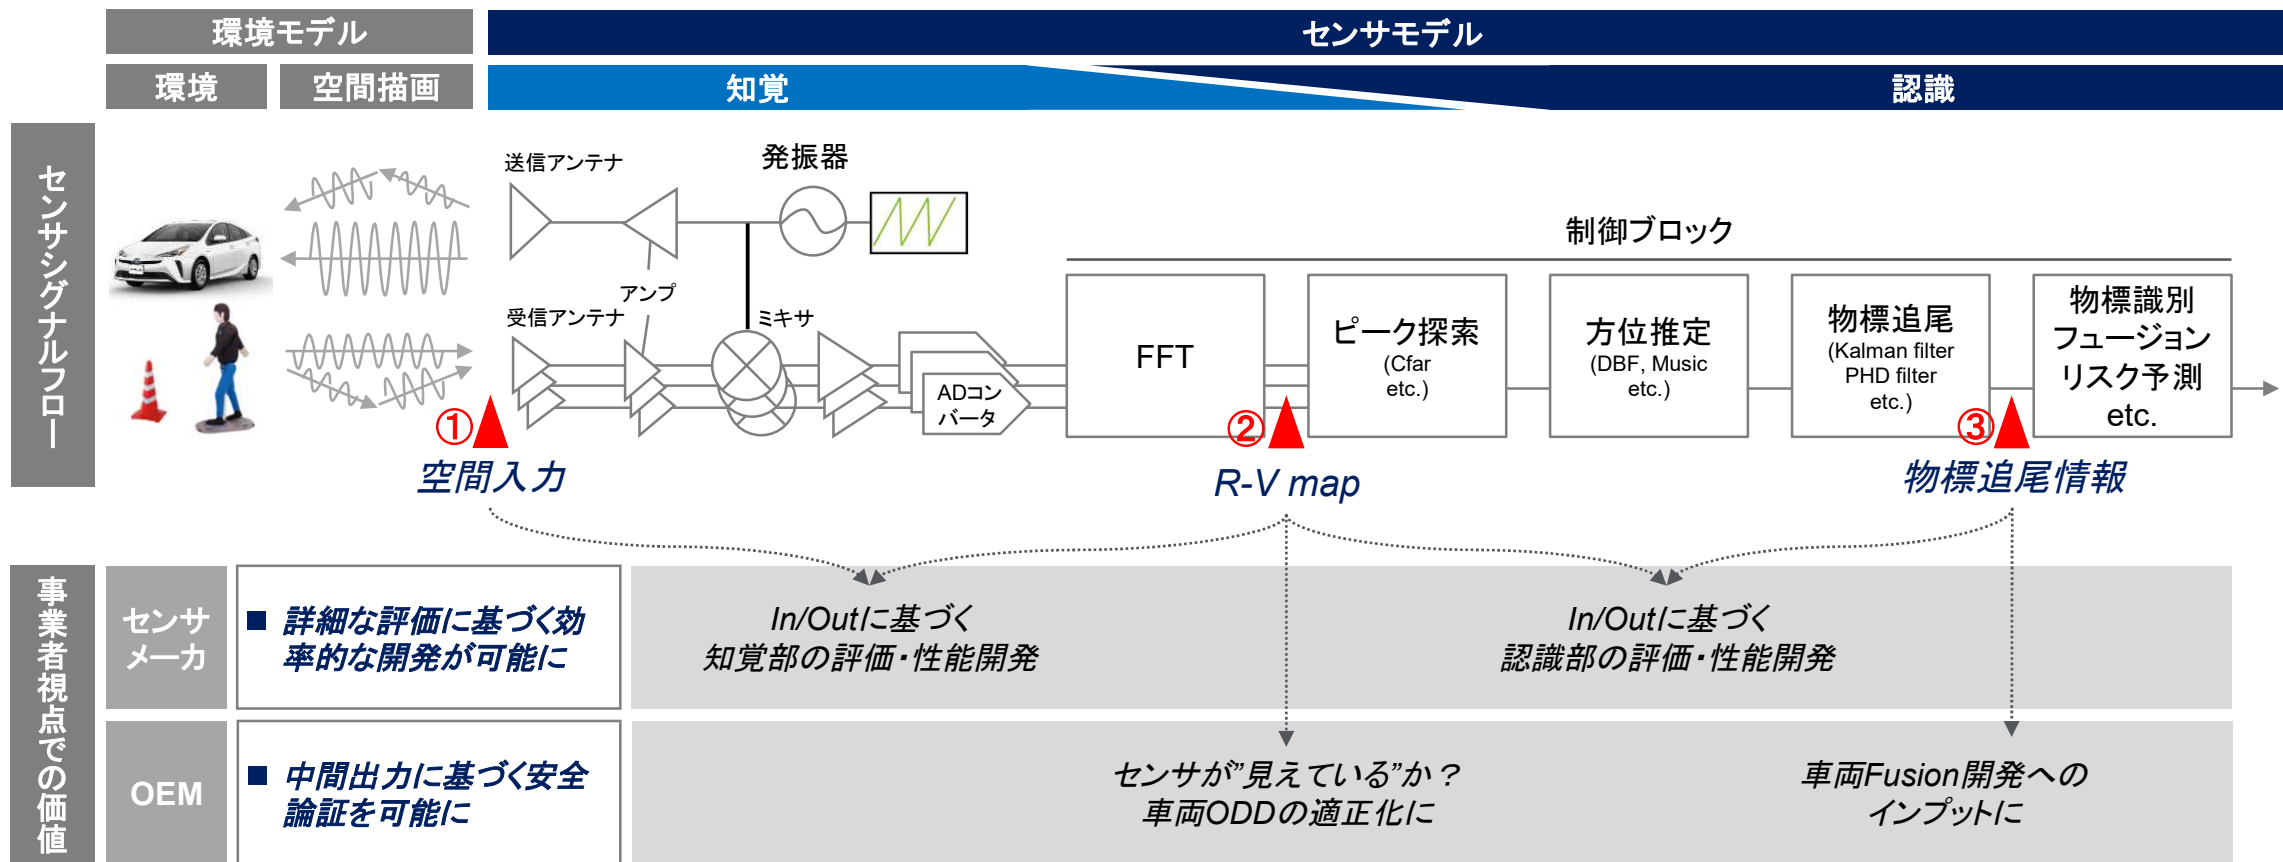 環境モデル
センサモデル
環境
空間描画
知覚
認識
センサシグナルフロー
送信アンテナ
発振器
制御ブロック
アンプ
受信アンテナ
ミキサ
ADコン
バータ
FFT
ピーク探索
(Cfar
etc.)
方位推定
(DBF, Music
etc.)
物標追尾
(Kalman filter
PHD filter
etc.)
物標識別
フュージョン
リスク予測
etc.
①
空間入力
②
R-V map
③
物標追尾情報
事業者視点での価値
センサ
メーカ
■ 詳細な評価に基づく効
率的な開発が可能に
In/Outに基づく
知覚部の評価・性能開発
In/Outに基づく
認識部の評価・性能開発
OEM
■ 中間出力に基づく安全
論証を可能に
センサが”見えている”か？
車両ODDの適正化に
車両Fusion開発への
インプットに